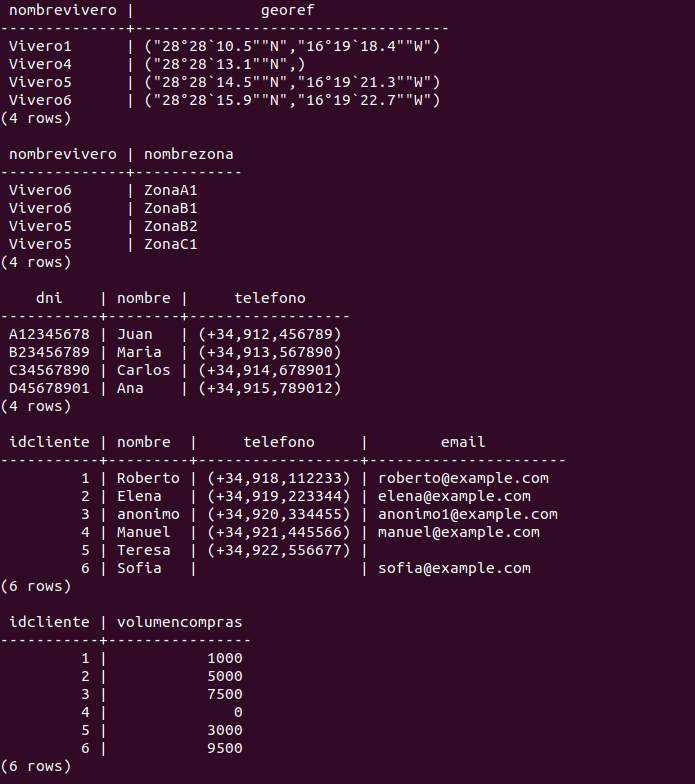 nombrevivero |              georef
--------------+-----------------------------------
 Vivero1      | ("28°28`10.5""N","16°19`18.4""W")
 Vivero4      | ("28°28`13.1""N",)
 Vivero5      | ("28°28`14.5""N","16°19`21.3""W")
 Vivero6      | ("28°28`15.9""N","16°19`22.7""W")
(4 rows)

 nombrevivero | nombrezona
--------------+------------
 Vivero6      | ZonaA1
 Vivero6      | ZonaB1
 Vivero5      | ZonaB2
 Vivero5      | ZonaC1
(4 rows)

    dni    | nombre |     telefono
-----------+--------+------------------
 A12345678 | Juan   | (+34,912,456789)
 B23456789 | Maria  | (+34,913,567890)
 C34567890 | Carlos | (+34,914,678901)
 D45678901 | Ana    | (+34,915,789012)
(4 rows)

 idcliente | nombre  |     telefono     |        email
-----------+---------+------------------+----------------------
         1 | Roberto | (+34,918,112233) | roberto@example.com
         2 | Elena   | (+34,919,223344) | elena@example.com
         3 | anonimo | (+34,920,334455) | anonimo1@example.com
         4 | Manuel  | (+34,921,445566) | manuel@example.com
         5 | Teresa  | (+34,922,556677) |
         6 | Sofia   |                  | sofia@example.com
(6 rows)

 idcliente | volumencompras
-----------+----------------
         1 |           1000
         2 |           5000
         3 |           7500
         4 |              0
         5 |           3000
         6 |           9500
(6 rows)